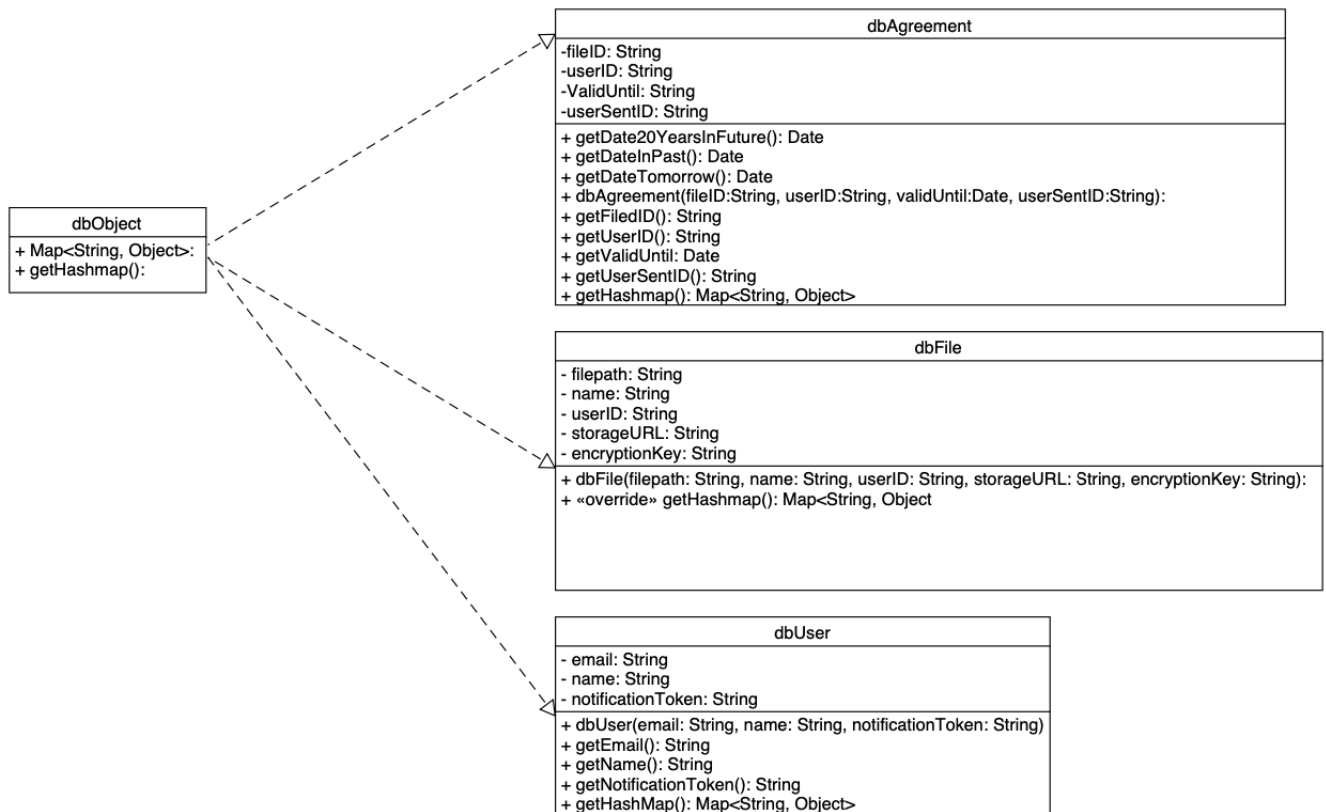 dbObject
+ Map<String, Object>:
+ getHashmap():
dbAgreement
-fileID: String
-userID: String
-ValidUntil: String
-userSentID: String
+ getDate20YearsInFuture(): Date
+ getDateInPast(): Date
+ getDateTomorrow(): Date
+ dbAgreement(fileID:String, userID:String, validUntil:Date, userSentID:String):
+ getFiledID(): String
+ getUserID(): String
+ getValidUntil: Date
+ getUserSentID(): String
+ getHashmap(): Map<String, Object>
dbFile
- filepath: String
- name: String
- userID: String
- storageURL: String
- encryptionKey: String
+ dbFile(filepath: String, name: String, userID: String, storageURL: String, encryptionKey: String):
+ «override» getHashmap(): Map<String, Object
dbUser
- email: String
- name: String
- notificationToken: String
+ dbUser(email: String, name: String, notificationToken: String)
+ getEmail(): String
+ getName(): String
+ getNotificationToken(): String
+ getHashMap(): Map<String, Object>